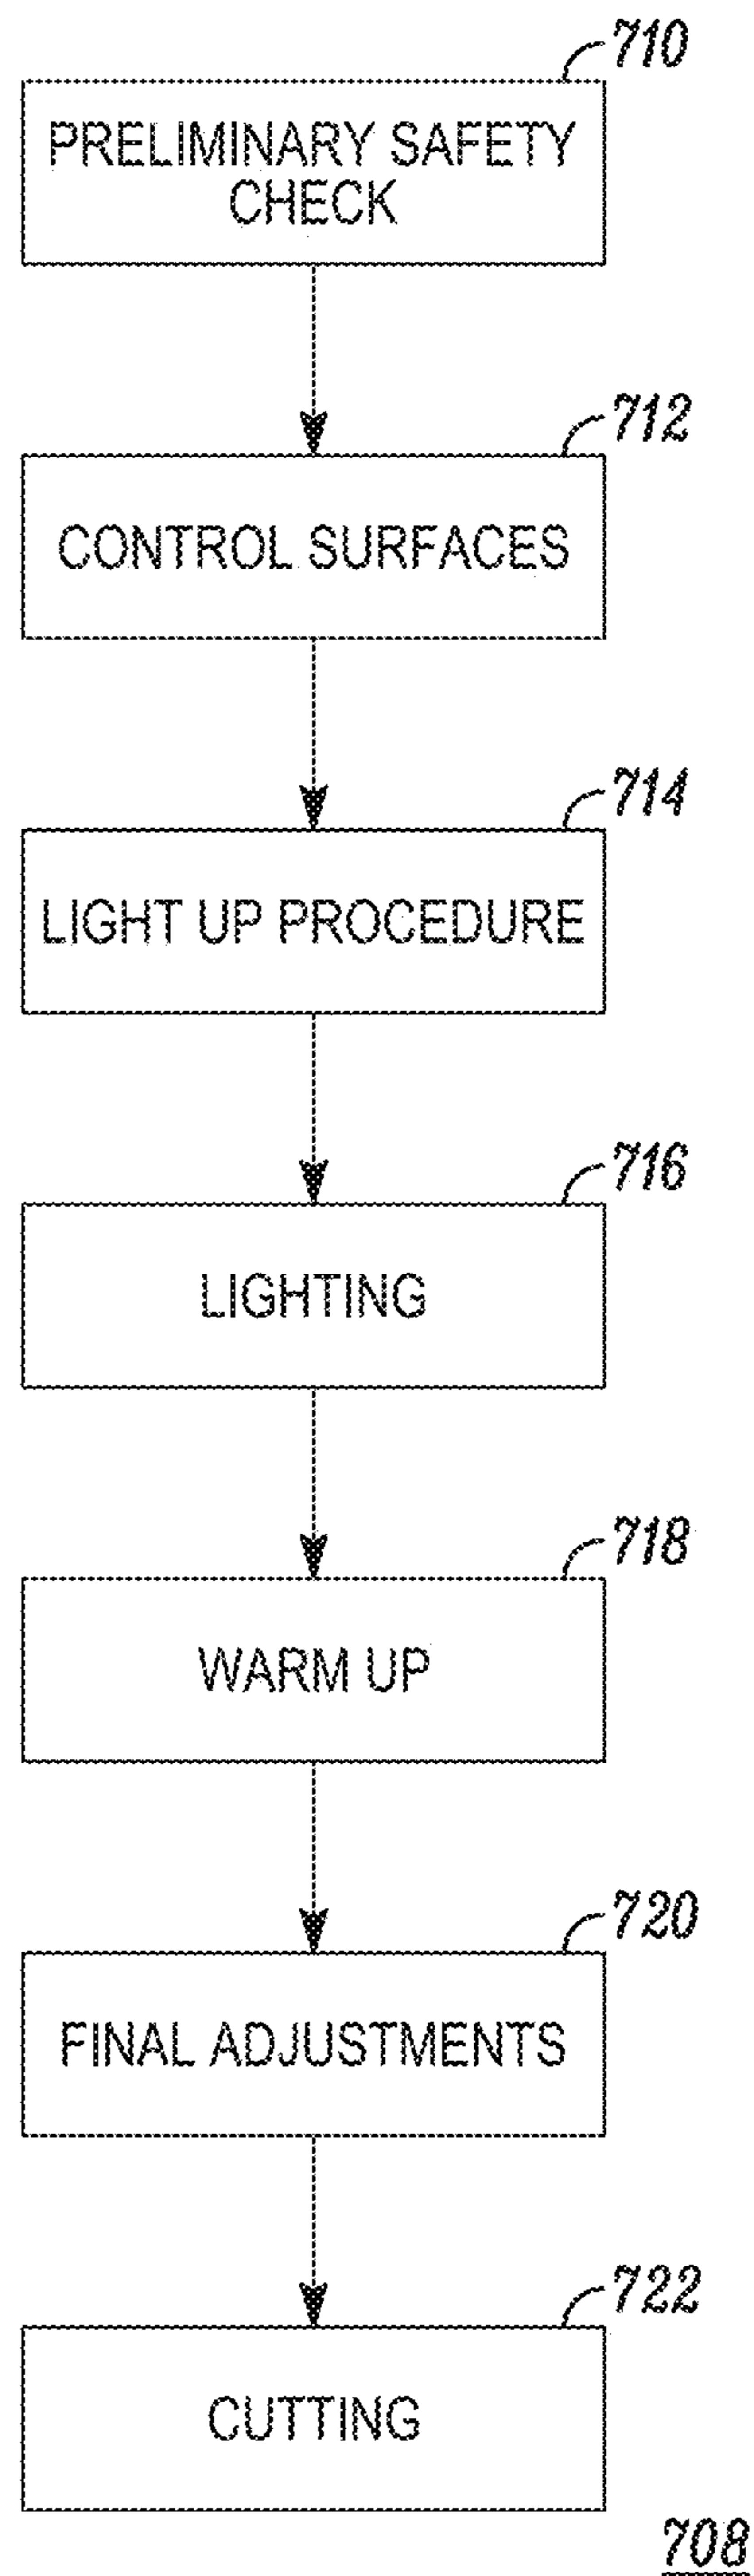 710
PRELIMINARY SAFETY
CHECK
712
CONTROL SURFACES
714
LIGHT UP PROCEDURE
716
LIGHTING
718
WARM UP
720
FINAL ADJUSTMENTS
722
CUTTING
708